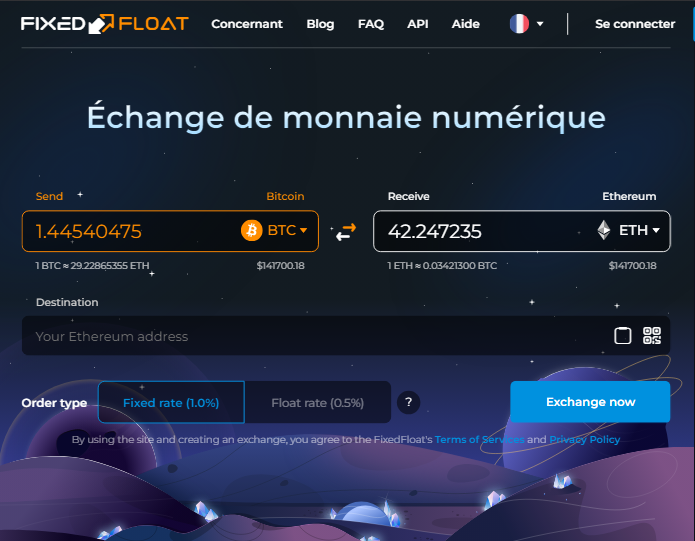 FIXED FLOAT Concernant Blog FAQ API Aide Se connecter
Échange de monnaie numérique
Send Bitcoin Receive Ethereum
1.44540475 BTC 42.247235 ETH
1 BTC ≈ 29.22865355 ETH $141700.18 1 ETH ≈ 0.03421300 BTC $141700.18
Destination
Your Ethereum address
Order type Fixed rate (1.0%) Float rate (0.5%) ? Exchange now
By using the site and creating an exchange, you agree to the FixedFloat's Terms of Services and Privacy Policy